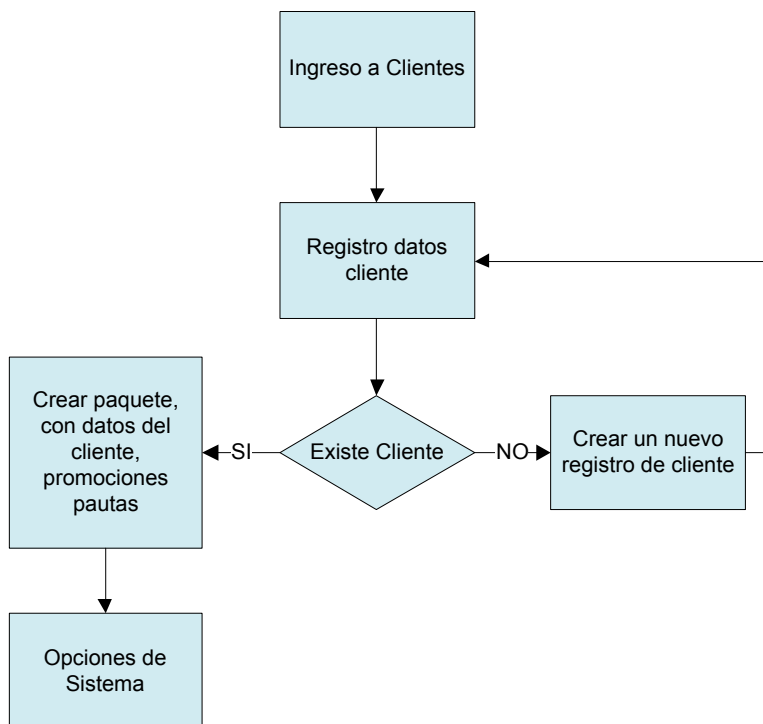 Ingreso a Clientes
Registro datos
cliente
Crear paquete,
con datos del
cliente,
promociones
pautas
SI
Existe Cliente
NO
Crear un nuevo
registro de cliente
Opciones de
Sistema